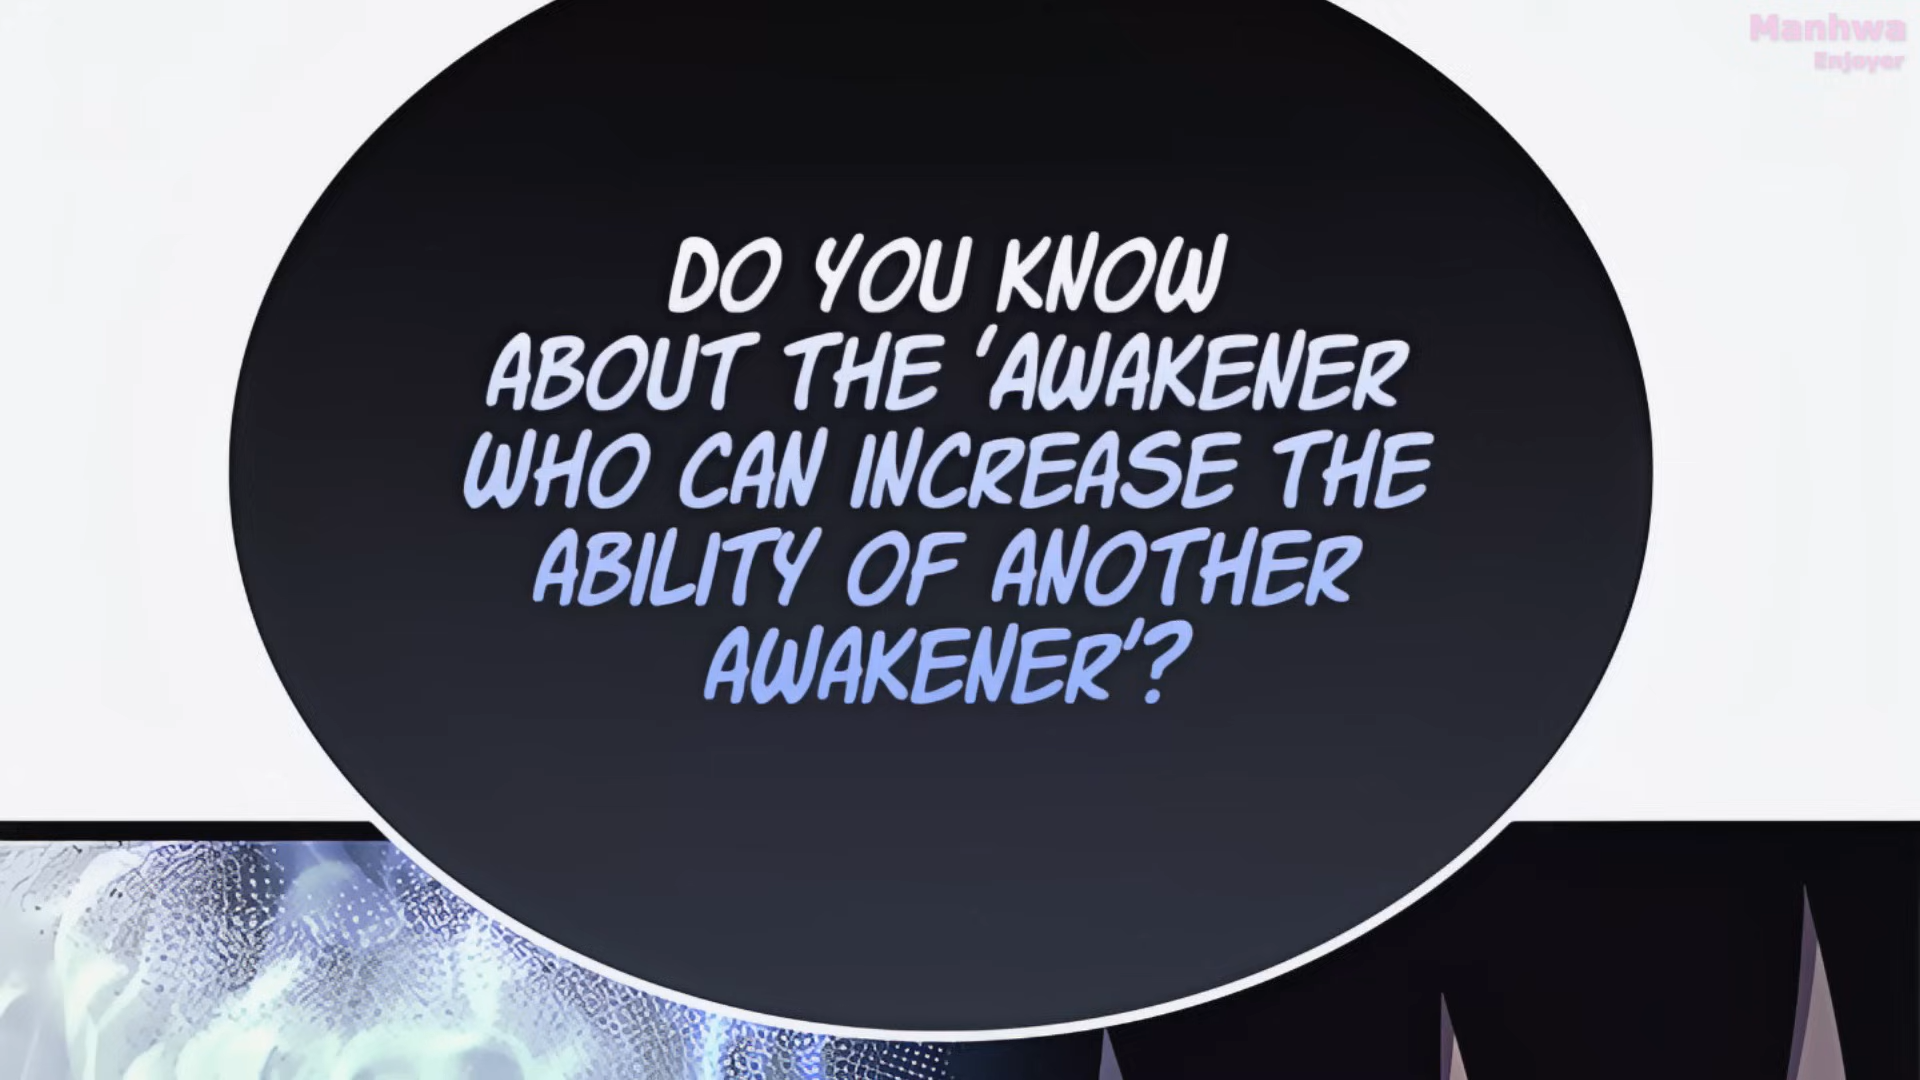 Manhwa
Enjoyer
DO YOU KNOW
ABOUT THE 'AWAKENER
WHO CAN INCREASE THE
ABILITY OF ANOTHER
AWAKENER'?